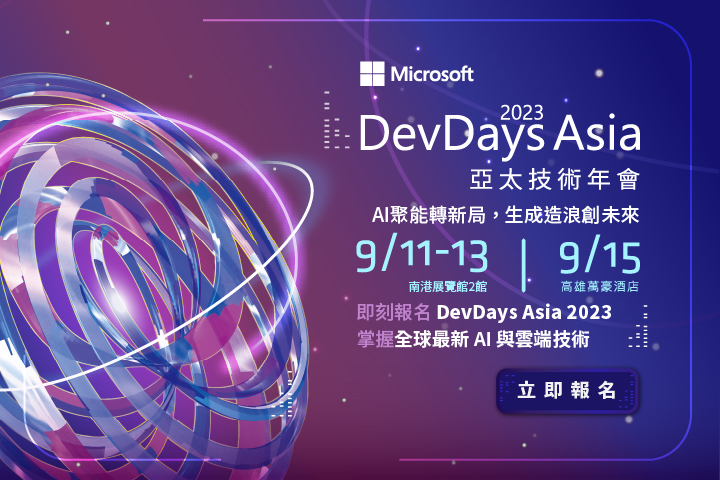 Microsoft
2023
DevDays Asia
亞太技術年會
AI聚能轉新局，生成造浪創未來
9/11-13 | 9/15
南港展覽館2館 高雄萬豪酒店
即刻報名 DevDays Asia 2023
掌握全球最新 AI 與雲端技術
立即報名